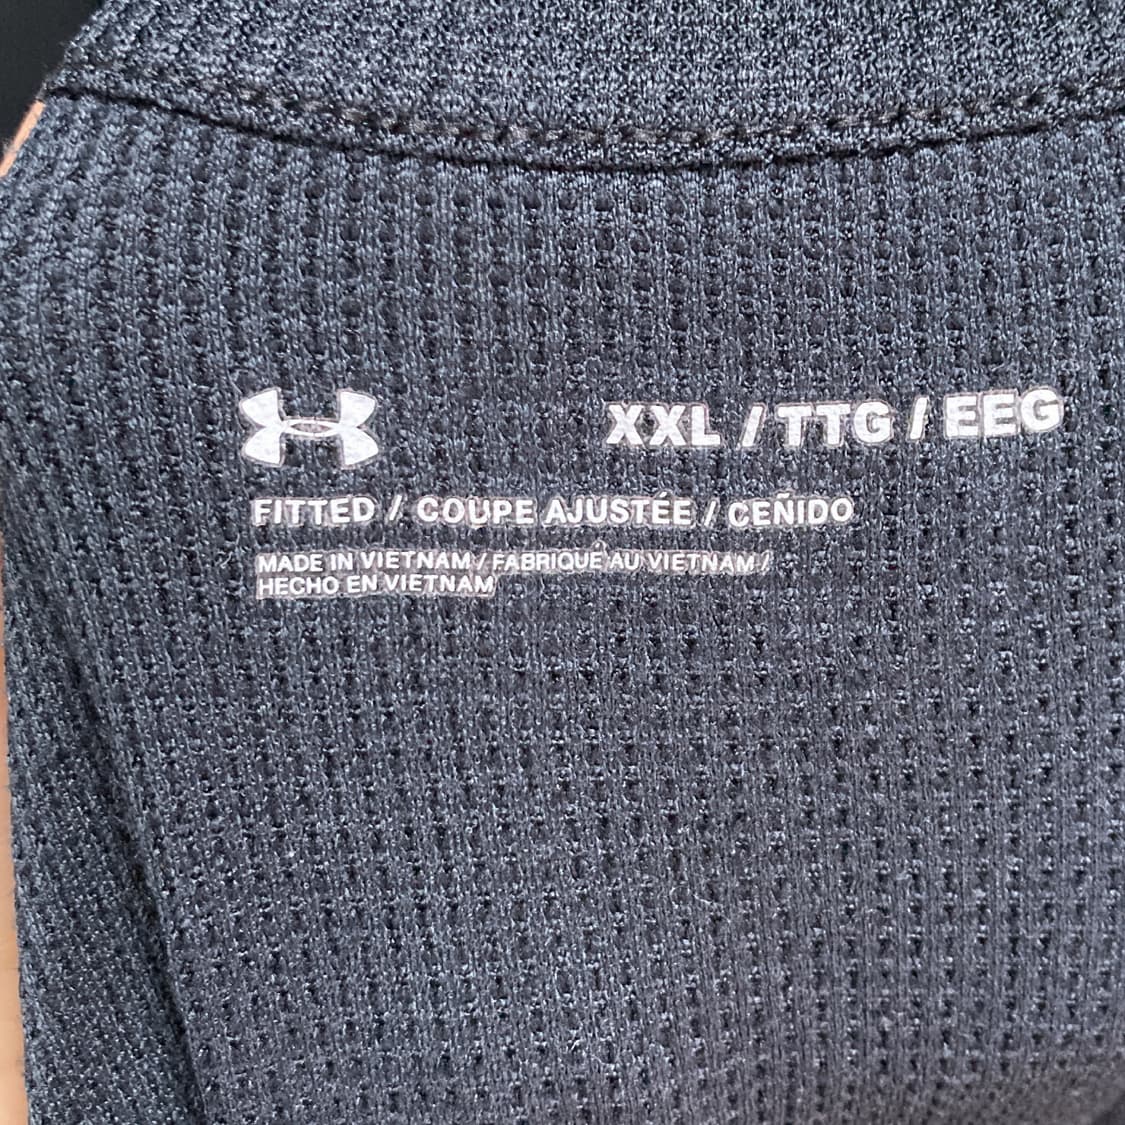 XXL / TTG / EEG
FITTED / COUPE AJUSTÉE / CEÑIDO
MADE IN VIETNAM / FABRIQUÉ AU VIETNAM /
HECHO EN VIETNAM